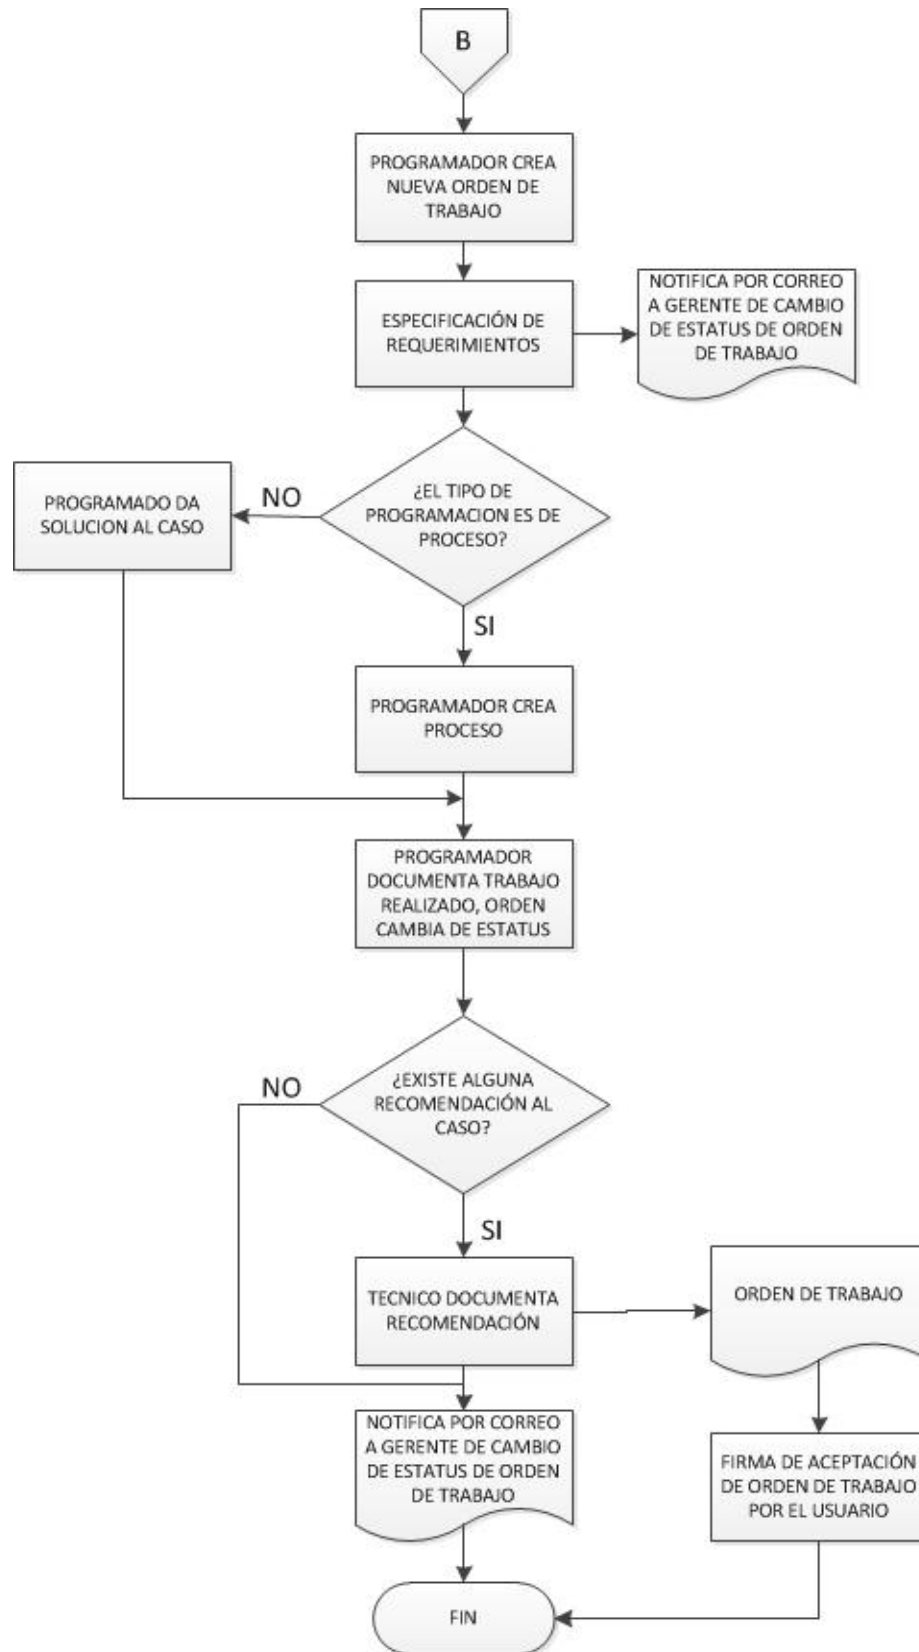 B
PROGRAMADOR CREA
NUEVA ORDEN DE
TRABAJO
ESPECIFICACIÓN DE
REQUERIMIENTOS
NOTIFICA POR CORREO
A GERENTE DE CAMBIO
DE ESTATUS DE ORDEN
DE TRABAJO
¿EL TIPO DE
PROGRAMACION ES DE
PROCESO?
NO
PROGRAMADO DA
SOLUCION AL CASO
SI
PROGRAMADOR CREA
PROCESO
PROGRAMADOR
DOCUMENTA TRABAJO
REALIZADO, ORDEN
CAMBIA DE ESTATUS
¿EXISTE ALGUNA
RECOMENDACIÓN AL
CASO?
NO
SI
TECNICO DOCUMENTA
RECOMENDACIÓN
ORDEN DE TRABAJO
NOTIFICA POR CORREO
A GERENTE DE CAMBIO
DE ESTATUS DE ORDEN
DE TRABAJO
FIRMA DE ACEPTACIÓN
DE ORDEN DE TRABAJO
POR EL USUARIO
FIN